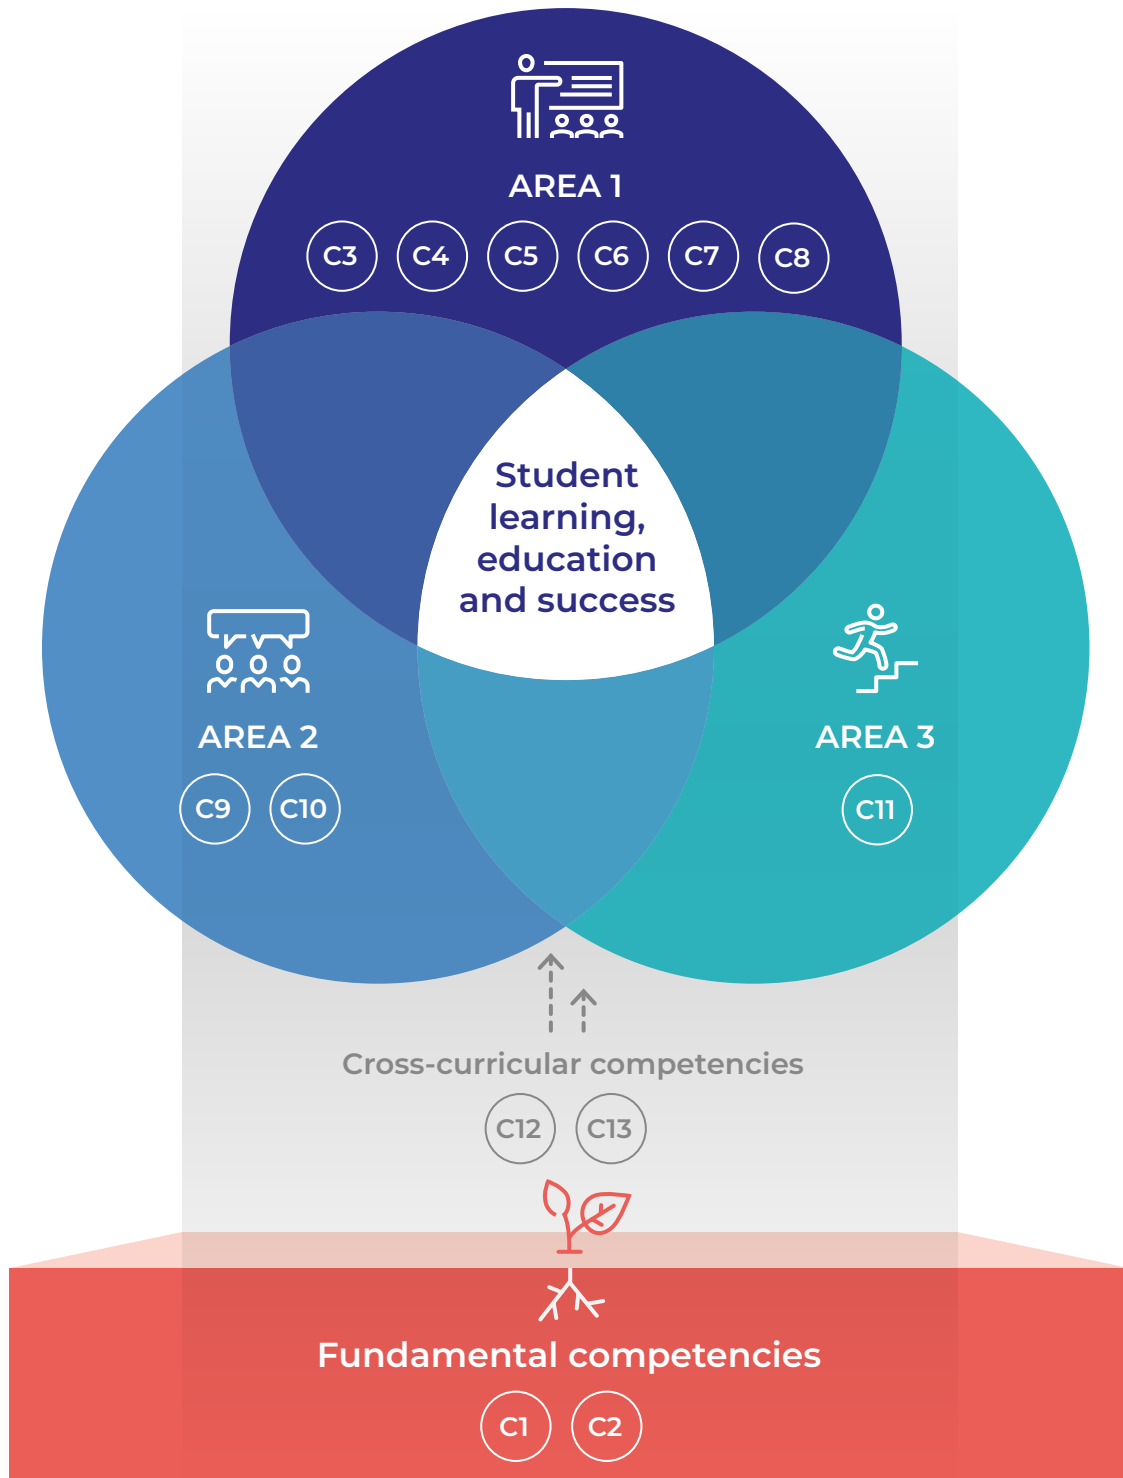 AREA 1
C3 C4 C5 C6 C7 C8
Student
learning,
education
and success
AREA 2
C9 C10
AREA 3
C11
Cross-curricular competencies
C12 C13
Fundamental competencies
C1 C2